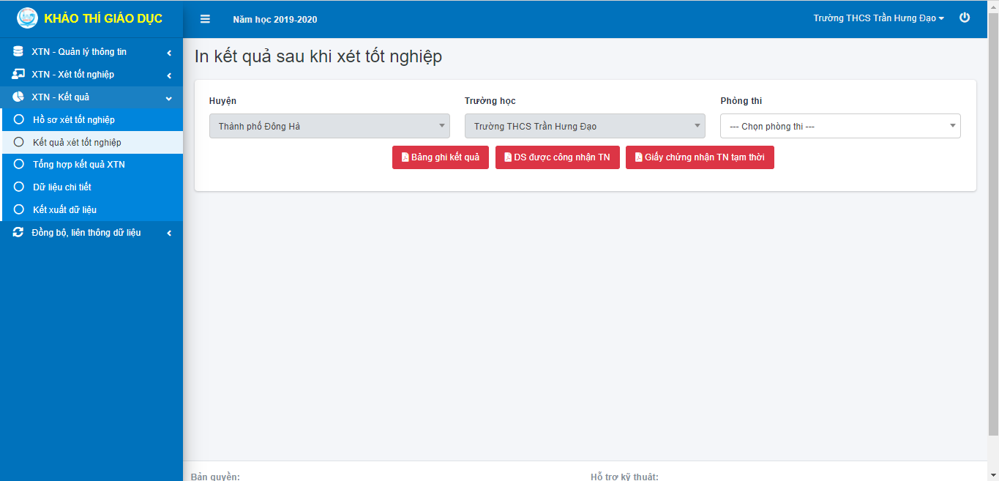 KHẢO THÍ GIÁO DỤC
Năm học 2019-2020
Trường THCS Trần Hưng Đạo
XTN - Quản lý thông tin
XTN - Xét tốt nghiệp
XTN - Kết quả
Hồ sơ xét tốt nghiệp
Kết quả xét tốt nghiệp
Tổng hợp kết quả XTN
Dữ liệu chi tiết
Kết xuất dữ liệu
Đồng bộ, liên thông dữ liệu
In kết quả sau khi xét tốt nghiệp
Huyện
Trường học
Phòng thi
Thành phố Đông Hà
Trường THCS Trần Hưng Đạo
--- Chọn phòng thi ---
Bảng ghi kết quả
DS được công nhận TN
Giấy chứng nhận TN tạm thời
Bản quyền:
Hỗ trợ kỹ thuật: